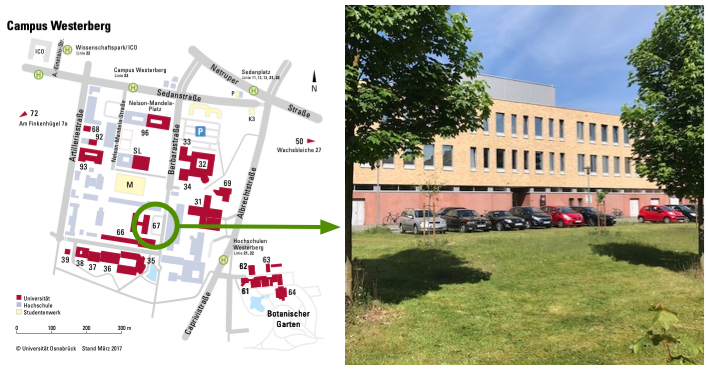 Campus Westerberg
ICO
A.-Einstein-Str.
H
Wissenschaftspark/ICO
Linie 22
H
Campus Westerberg
Linie 22
H
Sedanstraße
Netruper
Straße
Sedanplatz
Linie 11, 12, 13, 21, 22
H
N
72
Am Finkenhügel 7a
Artilleriestraße
68
92
93
Nelson-Mandela-Straße
Nelson-Mandela-
Platz
96
SL
M
Barbarastraße
33
32
34
P
P
K3
50
Wachsbleiche 27
69
31
Albrechtstraße
66
67
39
38
37
36
35
Hochschulen
Westerberg
Linie 21, 22
H
62
63
61
64
Caprivistraße
Botanischer
Garten
Universität
Hochschule
Studentenwerk
0 100 200 300 m
© Universität Osnabrück Stand März 2017